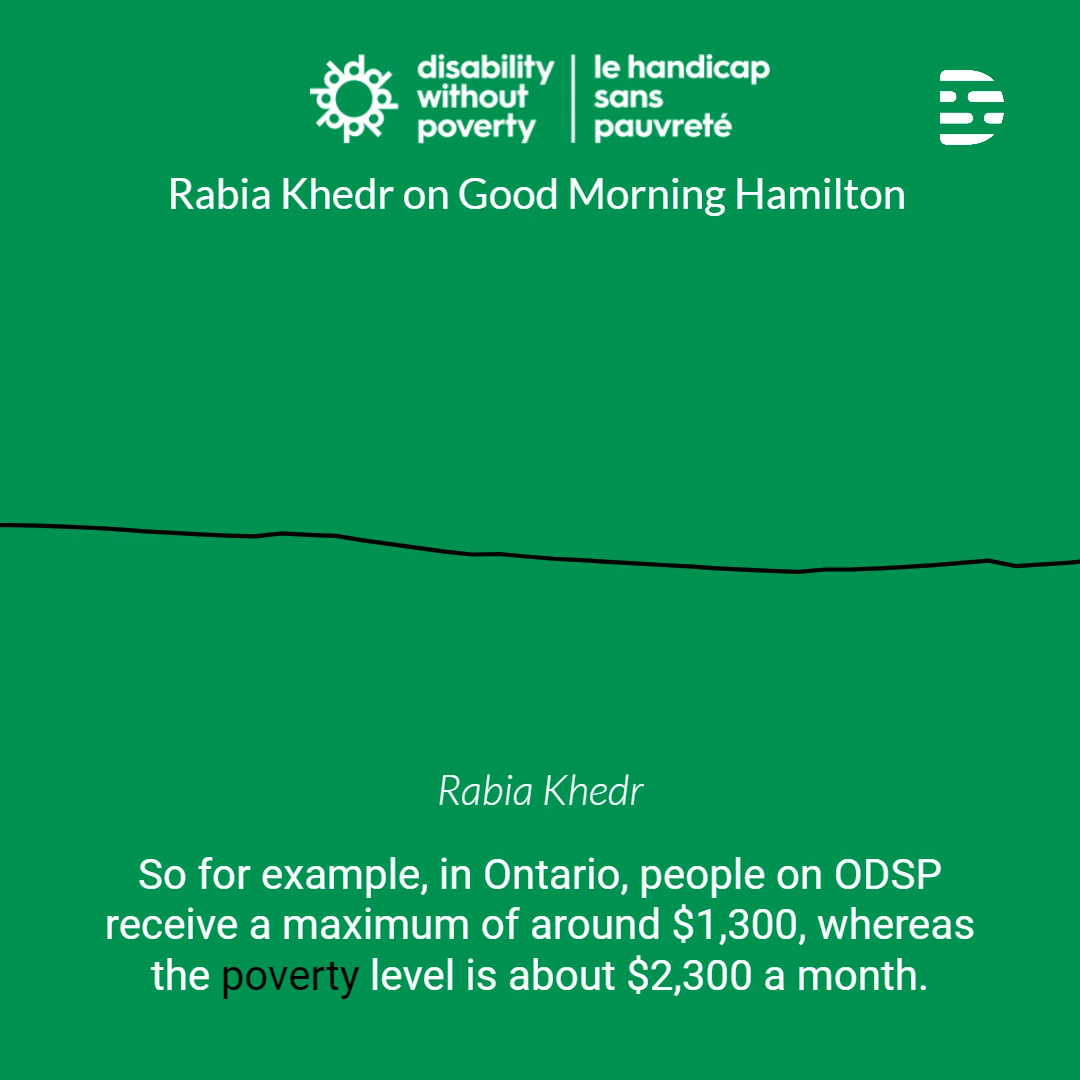 disability
without
poverty
le handicap
sans
pauvreté
Rabia Khedr on Good Morning Hamilton
Rabia Khedr
So for example, in Ontario, people on ODSP
receive a maximum of around $1,300, whereas
the poverty level is about $2,300 a month.